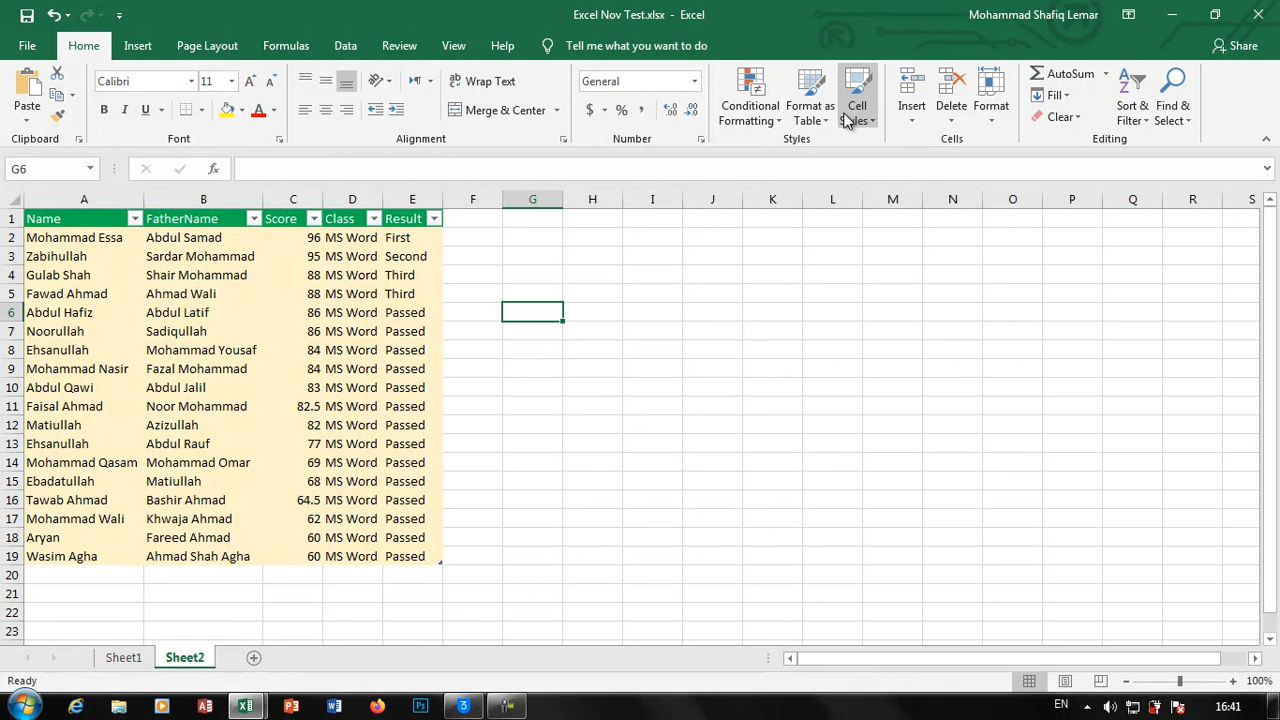 Excel Nov Test.xlsx - Excel
Mohammad Shafiq Lemar
File Home Insert Page Layout Formulas Data Review View Help Tell me what you want to do Share
Paste
Clipboard
Calibri 11
B I U
Font
Wrap Text
Merge & Center
Alignment
General
$ % ,
Number
Conditional Formatting
Format as Table
Cell Styles
Styles
Insert
Delete
Format
Cells
AutoSum
Fill
Clear
Sort & Filter
Find & Select
Editing
G6
fx
A B C D E F G H I J K L M N O P Q R S
1 Name FatherName Score Class Result
2 Mohammad Essa Abdul Samad 96 MS Word First
3 Zabihullah Sardar Mohammad 95 MS Word Second
4 Gulab Shah Shair Mohammad 88 MS Word Third
5 Fawad Ahmad Ahmad Wali 88 MS Word Third
6 Abdul Hafiz Abdul Latif 86 MS Word Passed
7 Noorullah Sadiqullah 86 MS Word Passed
8 Ehsanullah Mohammad Yousaf 84 MS Word Passed
9 Mohammad Nasir Fazal Mohammad 84 MS Word Passed
10 Abdul Qawi Abdul Jalil 83 MS Word Passed
11 Faisal Ahmad Noor Mohammad 82.5 MS Word Passed
12 Matiullah Azizullah 82 MS Word Passed
13 Ehsanullah Abdul Rauf 77 MS Word Passed
14 Mohammad Qasam Mohammad Omar 69 MS Word Passed
15 Ebadatullah Matiullah 68 MS Word Passed
16 Tawab Ahmad Bashir Ahmad 64.5 MS Word Passed
17 Mohammad Wali Khwaja Ahmad 62 MS Word Passed
18 Aryan Fareed Ahmad 60 MS Word Passed
19 Wasim Agha Ahmad Shah Agha 60 MS Word Passed
20
21
22
23
Sheet1 Sheet2
Ready
100%
EN
16:41